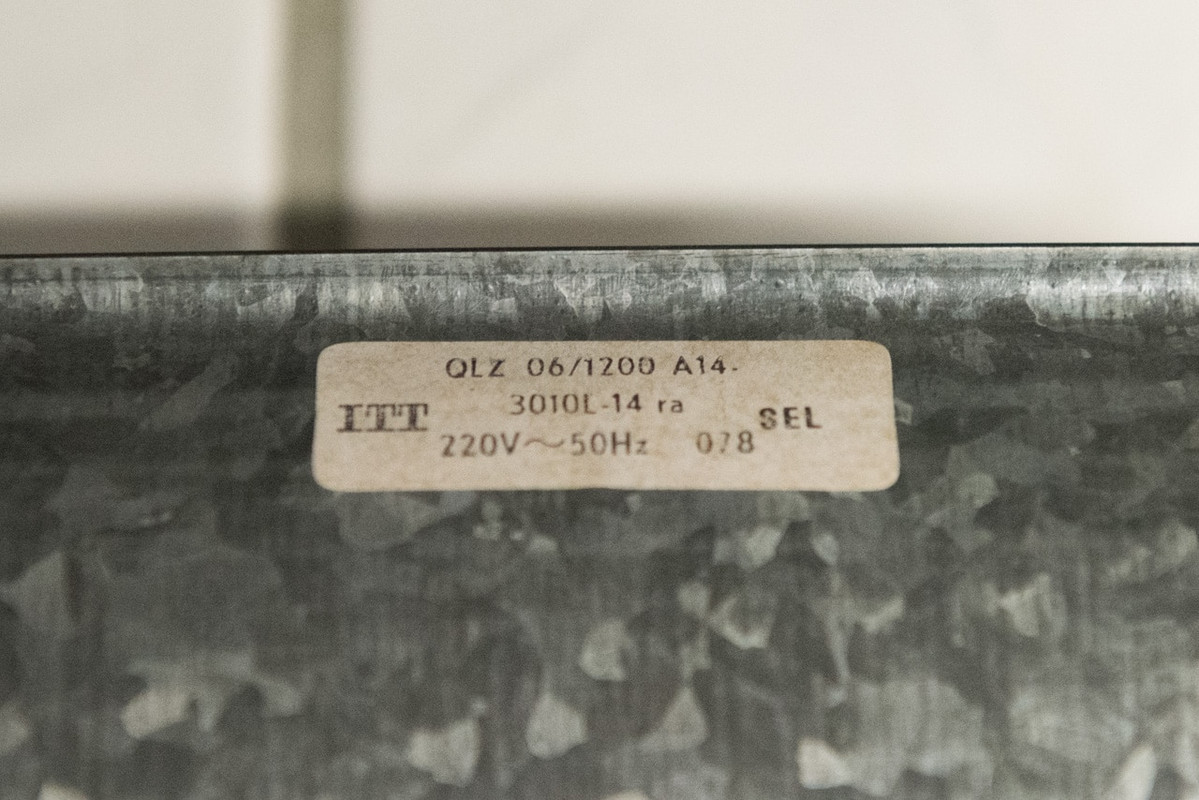 QLZ 06/1200 A14.
3010L-14 ra
ITT SEL
220V~50Hz 078